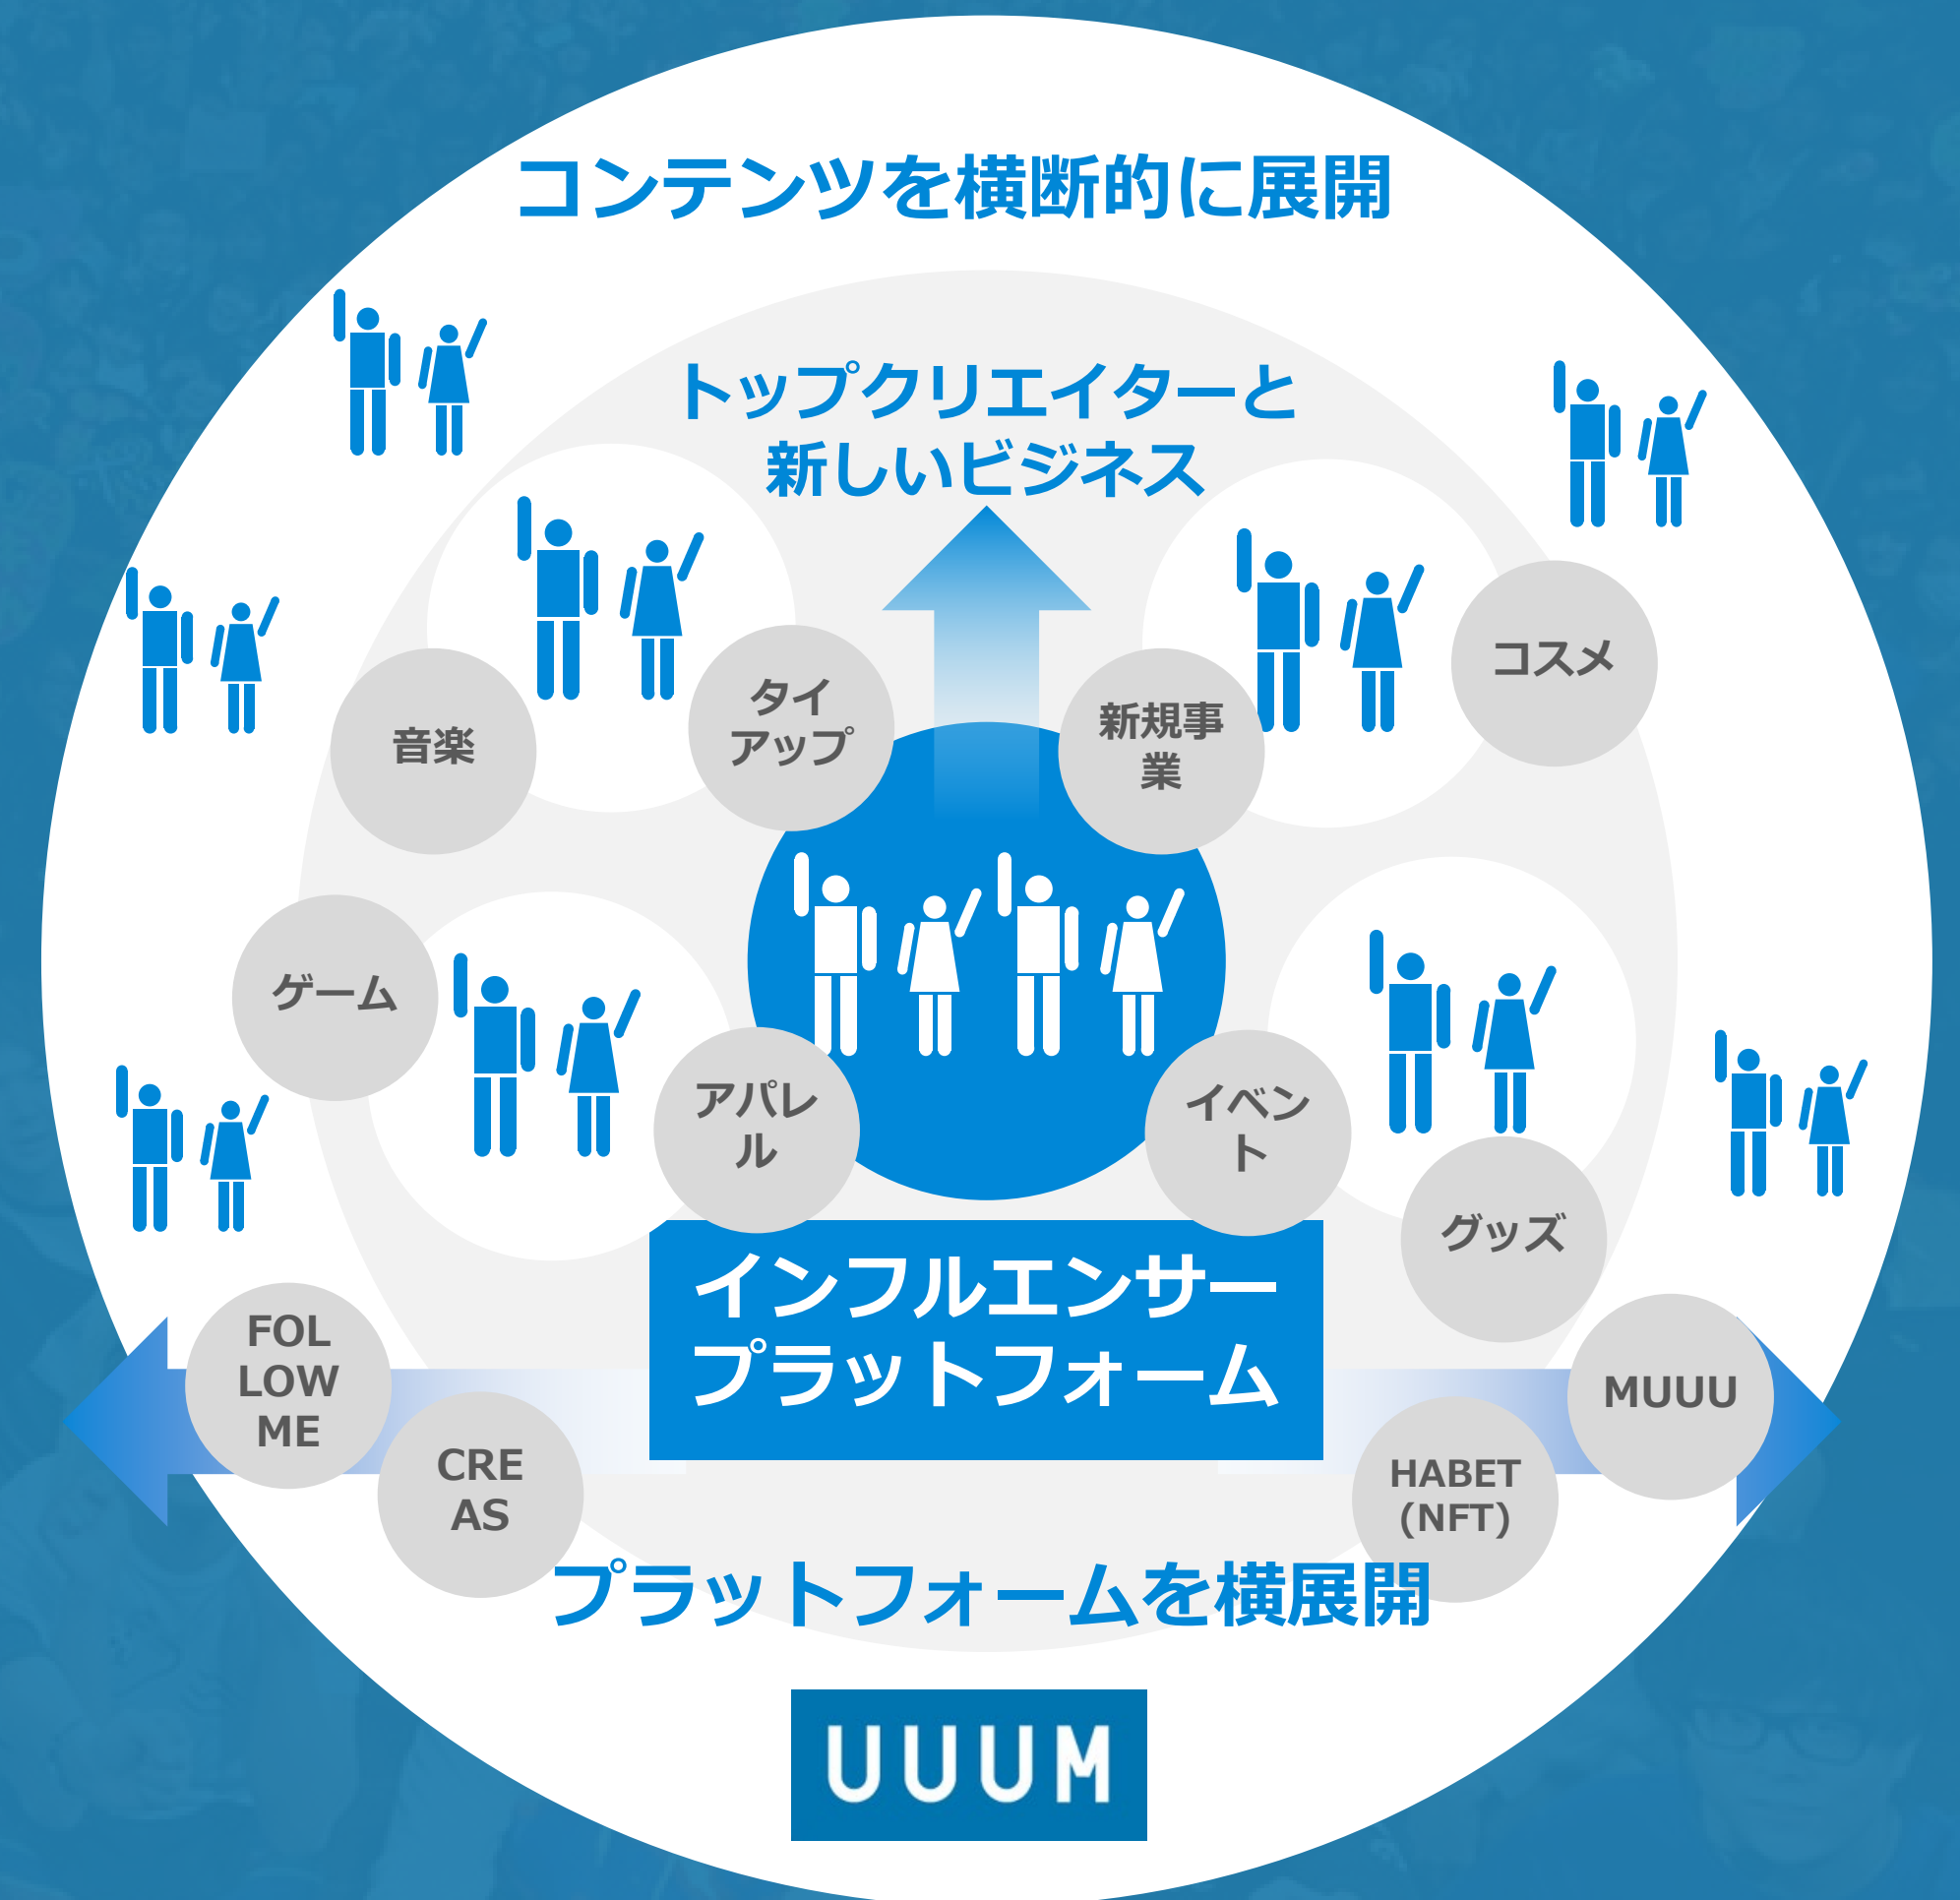 コンテンツを横断的に展開
トップクリエイターと
新しいビジネス
音楽
タイ
アップ
新規事
業
コスメ
ゲーム
アパレ
ル
イベン
ト
グッズ
インフルエンサー
プラットフォーム
FOL
LOW
ME
CRE
AS
HABET
(NFT)
MUUU
プラットフォームを横展開
UUUM